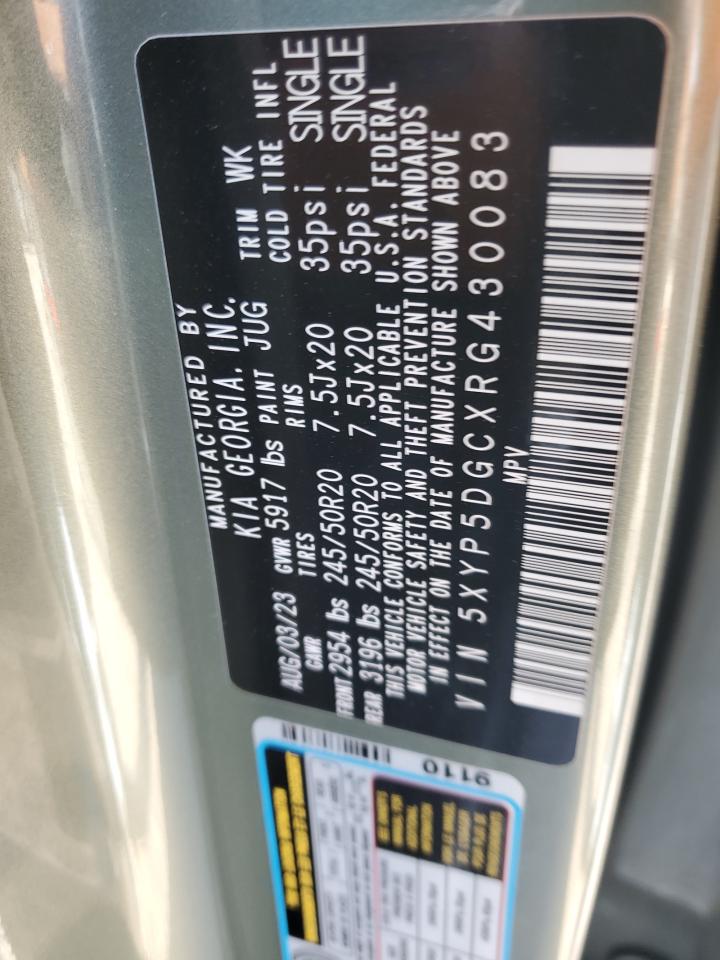 MANUFACTURED BY
KIA GEORGIA, INC.
AUG/03/23 GVWR 5917 lbs PAINT JUG TRIM WK
GAWR TIRES RIMS COLD TIRE INFL
FRONT 2954 lbs 245/50R20 7.5Jx20 35psi SINGLE
REAR 3196 lbs 245/50R20 7.5Jx20 35psi SINGLE
THIS VEHICLE CONFORMS TO ALL APPLICABLE U.S.A. FEDERAL
MOTOR VEHICLE SAFETY AND THEFT PREVENTION STANDARDS
IN EFFECT ON THE DATE OF MANUFACTURE SHOWN ABOVE
VIN 5XYP5DGCXRG430083
MPV
9110